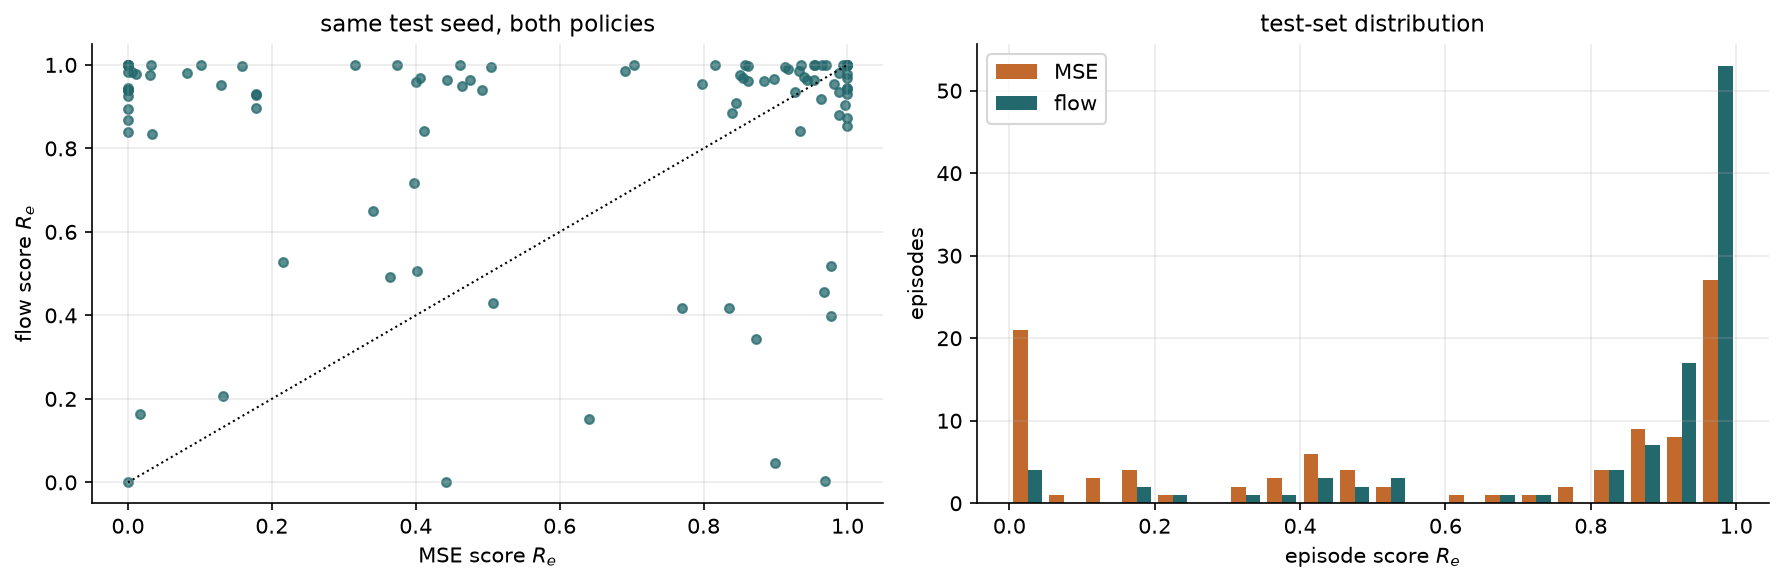 same test seed, both policies
flow score Rₑ
1.0
0.8
0.6
0.4
0.2
0.0
0.0 0.2 0.4 0.6 0.8 1.0
MSE score Rₑ
test-set distribution
MSE
flow
episodes
50
40
30
20
10
0
0.0 0.2 0.4 0.6 0.8 1.0
episode score Rₑ